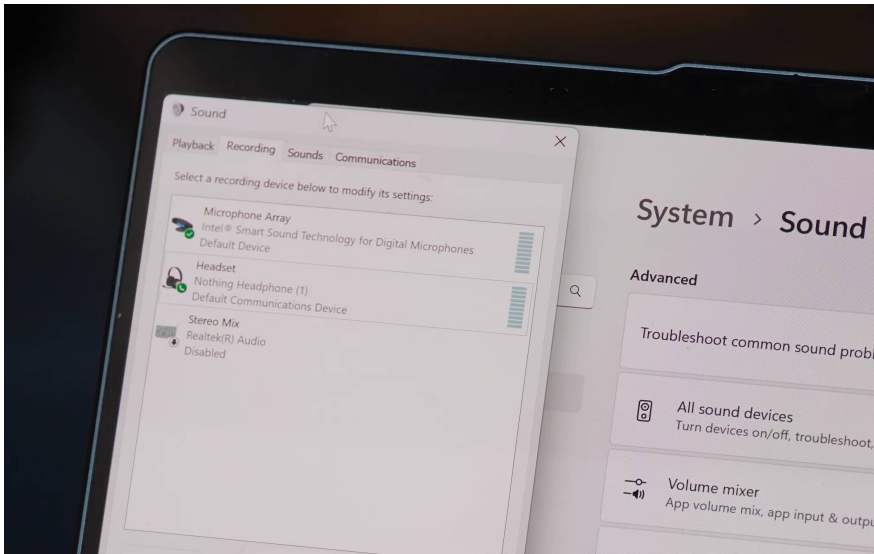 Sound
Playback Recording Sounds Communications
Select a recording device below to modify its settings:
Microphone Array
Intel® Smart Sound Technology for Digital Microphones
Default Device
Headset
Nothing Headphone (1)
Default Communications Device
Stereo Mix
Realtek(R) Audio
Disabled
System > Sound
Advanced
Troubleshoot common sound probl
All sound devices
Turn devices on/off, troubleshoot,
Volume mixer
App volume mix, app input & outpu